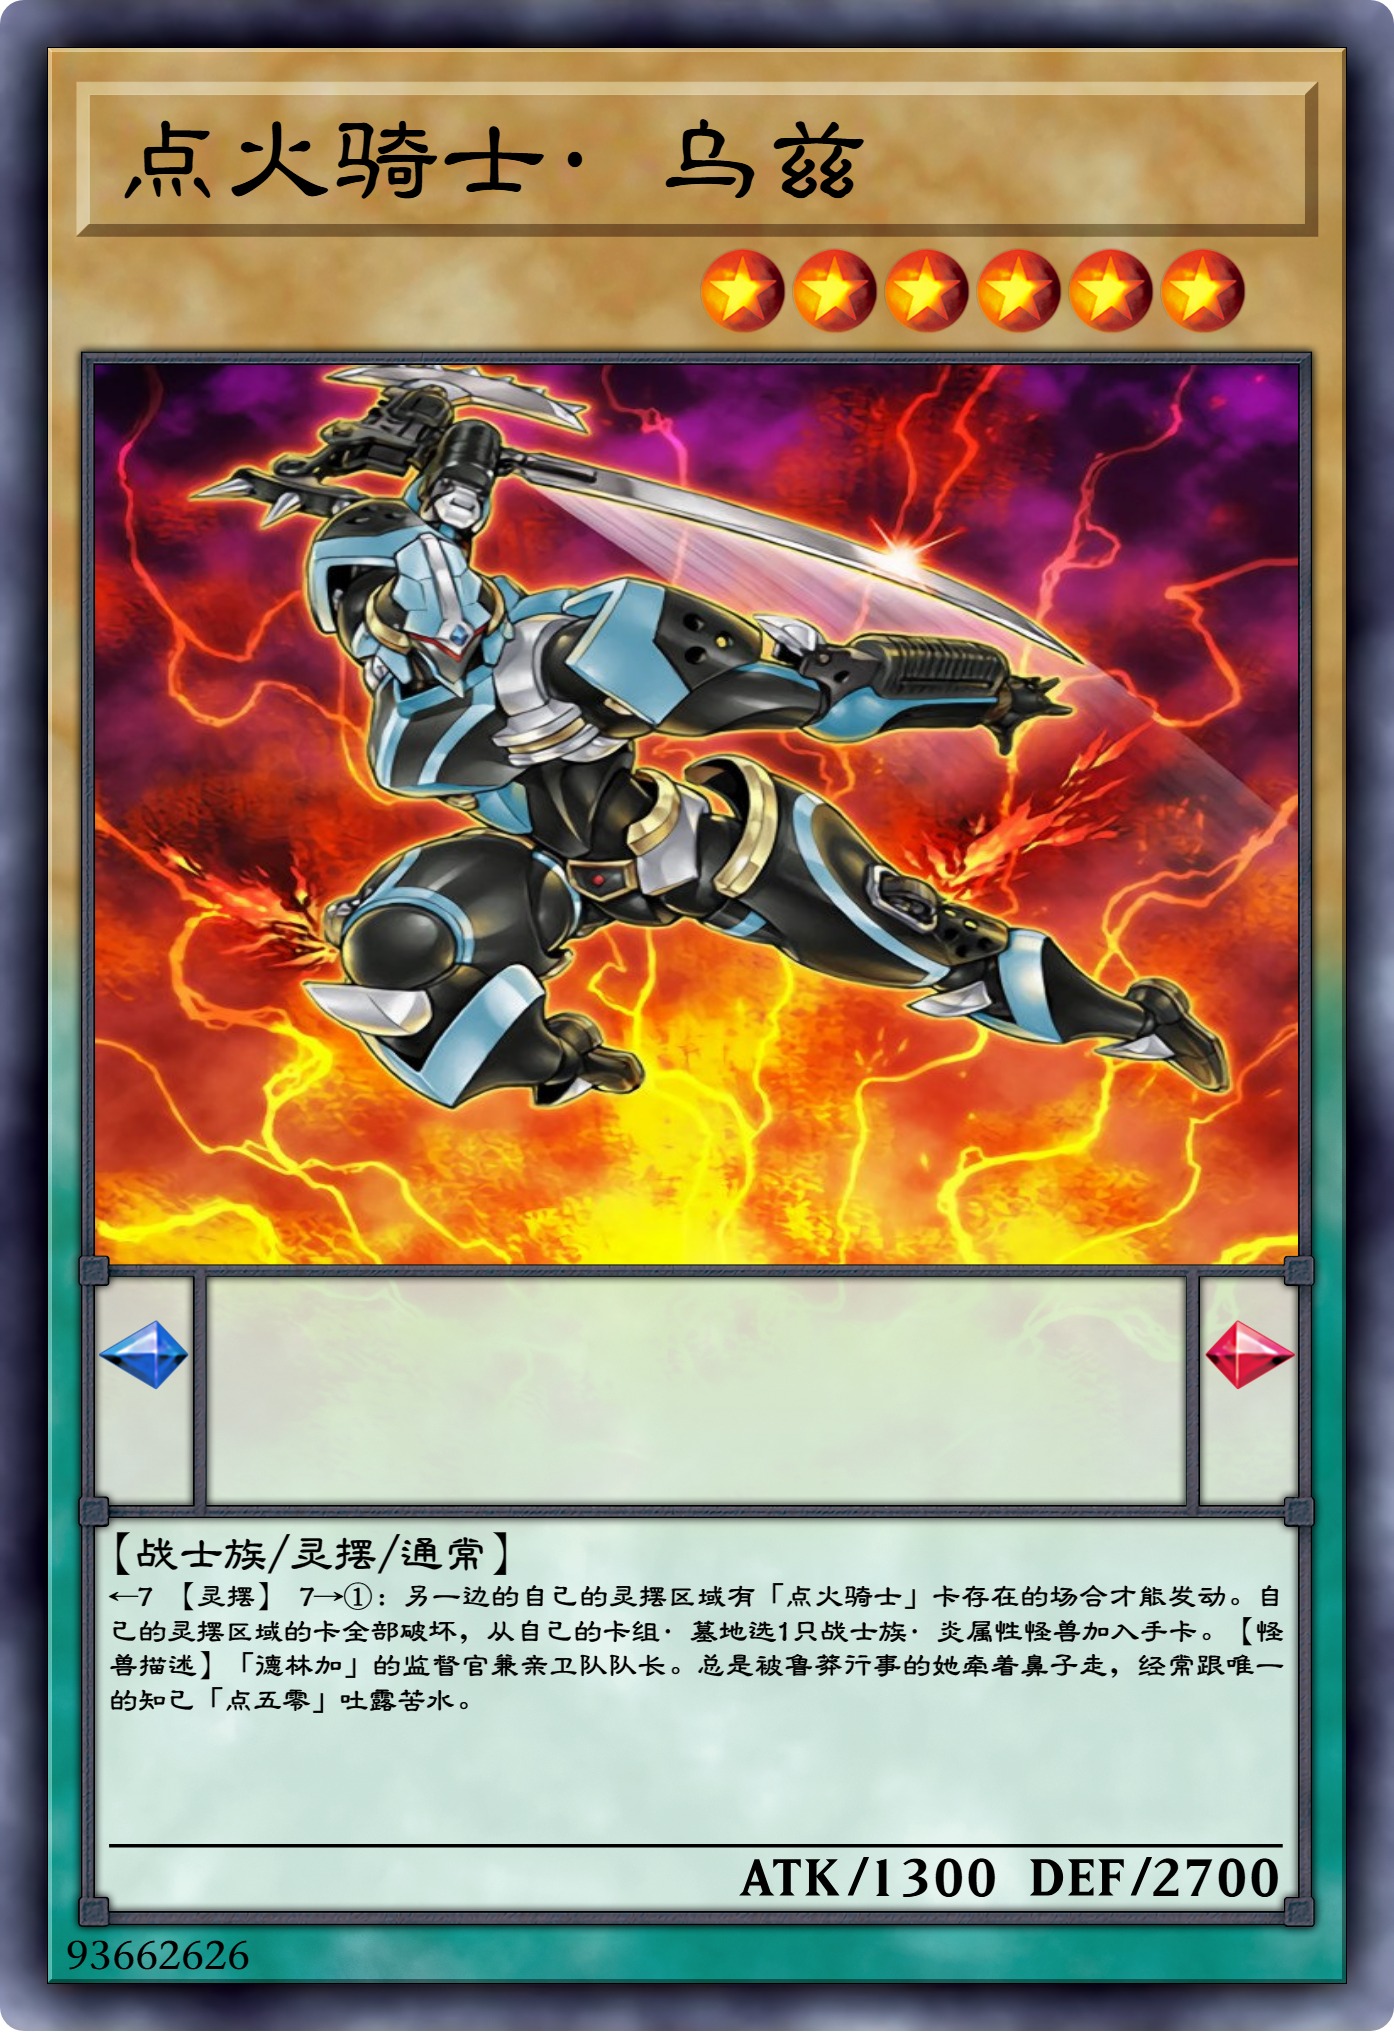 点火骑士· 乌兹
【战士族/灵摆/通常】
←7 【灵摆】 7→①：另一边的自己的灵摆区域有「点火骑士」卡存在的场合才能发动。自
己的灵摆区域的卡全部破坏，从自己的卡组·墓地选1只战士族·炎属性怪兽加入手卡。【怪
兽描述】「德林加」的监督官兼亲卫队队长。总是被鲁莽行事的她牵着鼻子走，经常跟唯一
的知己「点五零」吐露苦水。
ATK/1300 DEF/2700
93662626